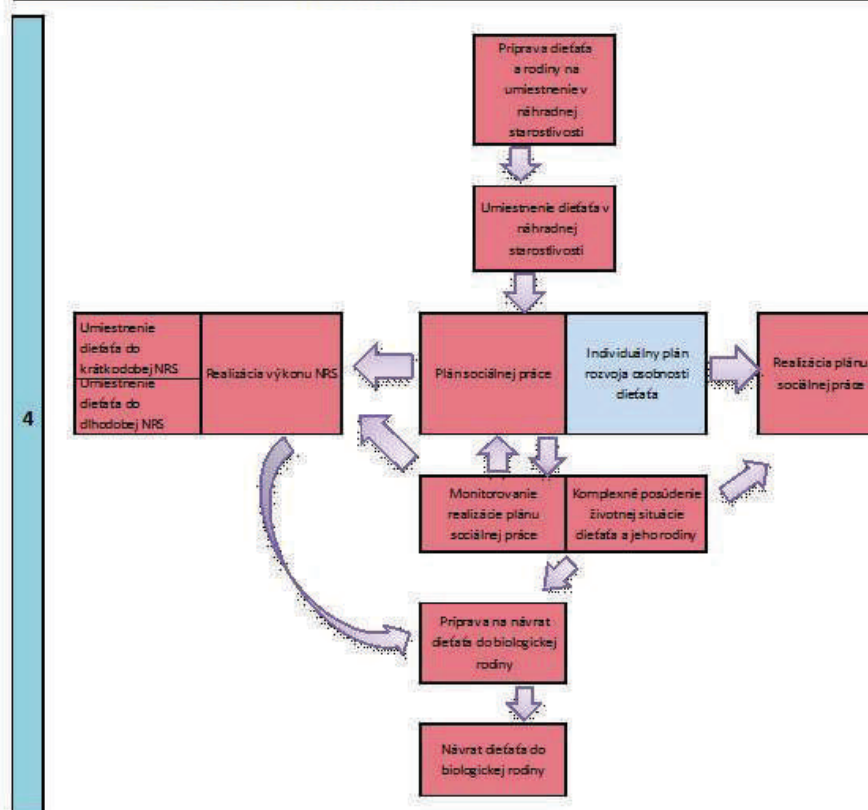 Príprava dieťaťa
a rodiny na
umiestnenie v
náhradnej
starostlivosti
Umiestnenie dieťaťa v
náhradnej
starostlivosti
Umiestnenie
dieťaťa do
krátkodobej NRS
Umiestnenie
dieťaťa do
dlhodobej NRS
Realizácia výkonu NRS
Plán sociálnej práce
Individuálny plán
rozvoja osobnosti
dieťaťa
Realizácia plánu
sociálnej práce
4
Monitorovanie
realizácie plánu
sociálnej práce
Komplexné posúdenie
životnej situácie
dieťaťa a jeho rodiny
Príprava na návrat
dieťaťa do biologickej
rodiny
Návrat dieťaťa do
biologickej rodiny